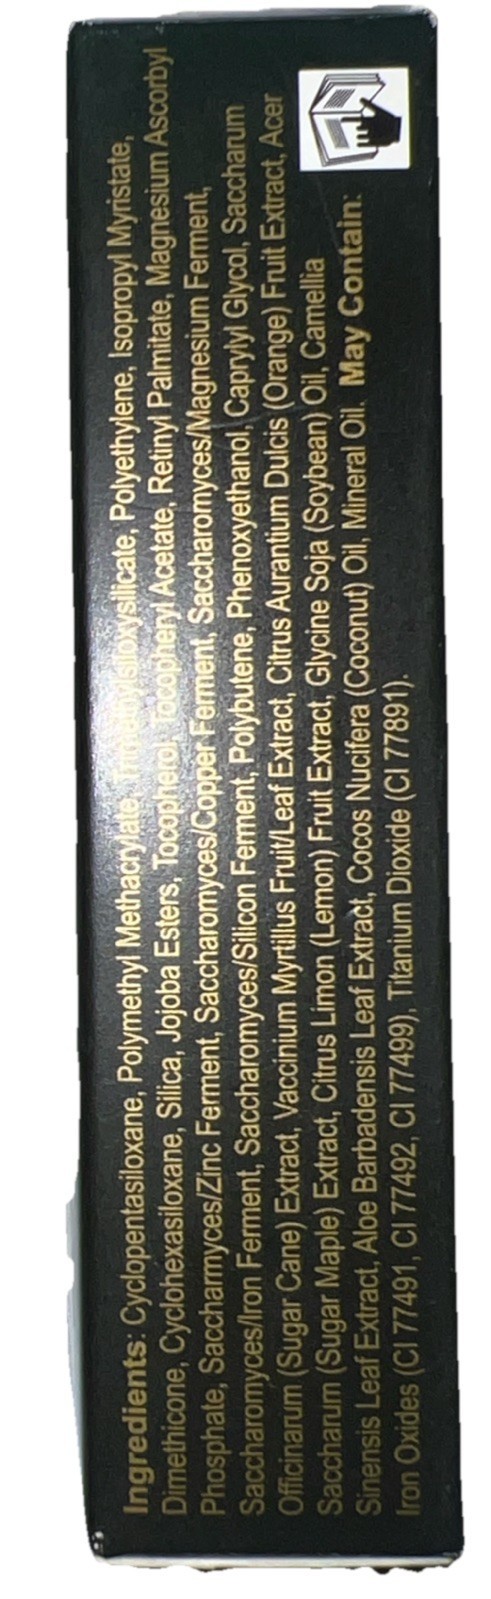 Ingredients: Cyclopentasiloxane, Polymethyl Methacrylate, Trimethylsiloxysilicate, Polyethylene, Isopropyl Myristate,
Dimethicone, Cyclohexasiloxane, Silica, Jojoba Esters, Tocopherol, Tocopheryl Acetate, Retinyl Palmitate, Magnesium Ascorbyl
Phosphate, Saccharmyces/Zinc Ferment, Saccharomyces/Copper Ferment, Saccharomyces/Magnesium Ferment,
Saccharomyces/Iron Ferment, Saccharomyces/Silicon Ferment, Polybutene, Phenoxyethanol, Caprylyl Glycol, Saccharum
Officinarum (Sugar Cane) Extract, Vaccinium Myrtillus Fruit/Leaf Extract, Citrus Aurantium Dulcis (Orange) Fruit Extract, Acer
Saccharum (Sugar Maple) Extract, Citrus Limon (Lemon) Fruit Extract, Glycine Soja (Soybean) Oil, Camellia
Sinensis Leaf Extract, Aloe Barbadensis Leaf Extract, Cocos Nucifera (Coconut) Oil, Mineral Oil. May Contain:
Iron Oxides (CI 77491, CI 77492, CI 77499), Titanium Dioxide (CI 77891).